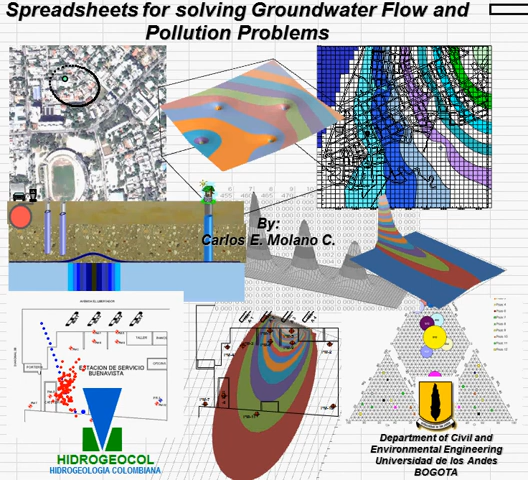 Spreadsheets for solving Groundwater Flow and
Pollution Problems
By:
Carlos E. Molano C.
TALLER
ESTACION DE SERVICIO
BUENAVISTA
HIDROGEOCOL
HIDROGEOLOGIA COLOMBIANA
Department of Civil and
Environmental Engineering
Universidad de los Andes
BOGOTA